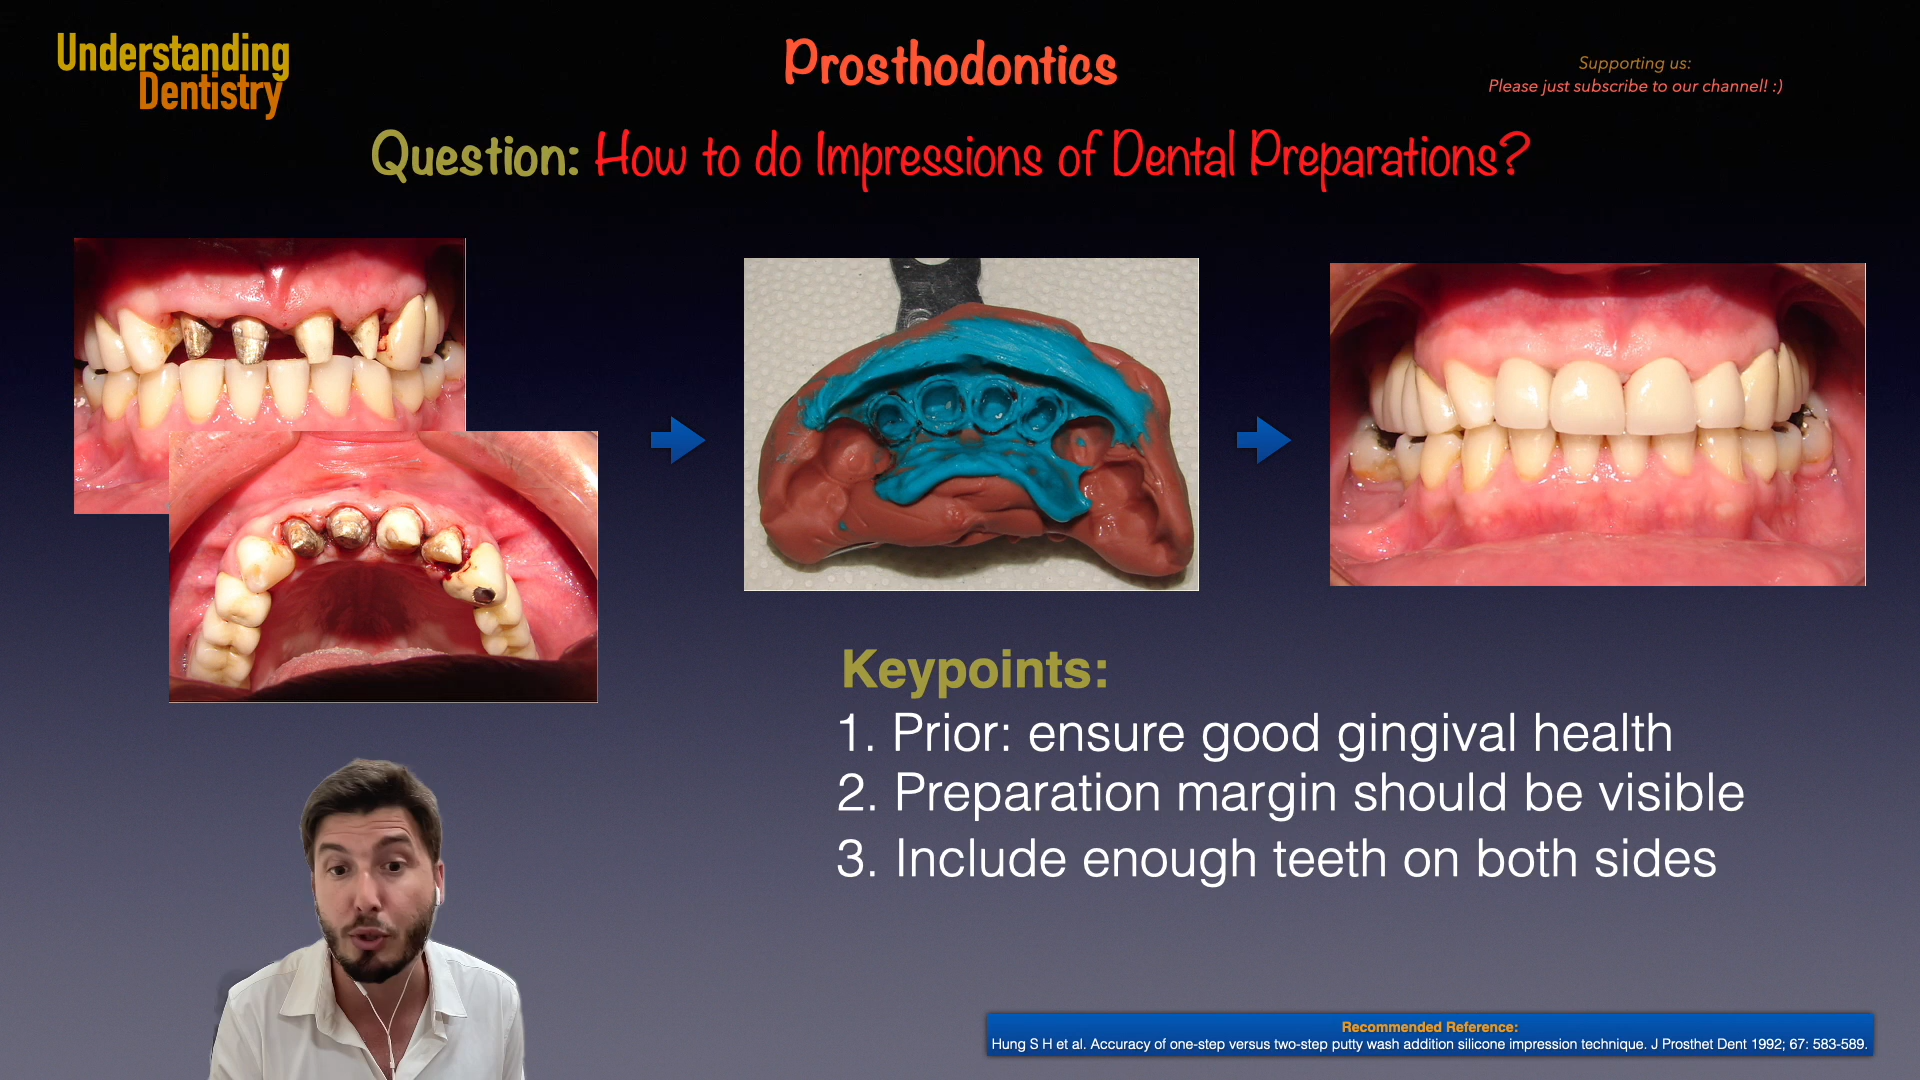 Understanding
Dentistry
Prosthodontics
Supporting us:
Please just subscribe to our channel! :)
Question: How to do Impressions of Dental Preparations?
Keypoints:
1. Prior: ensure good gingival health
2. Preparation margin should be visible
3. Include enough teeth on both sides
Recommended Reference:
Hung S H et al. Accuracy of one-step versus two-step putty wash addition silicone impression technique. J Prosthet Dent 1992; 67: 583-589.